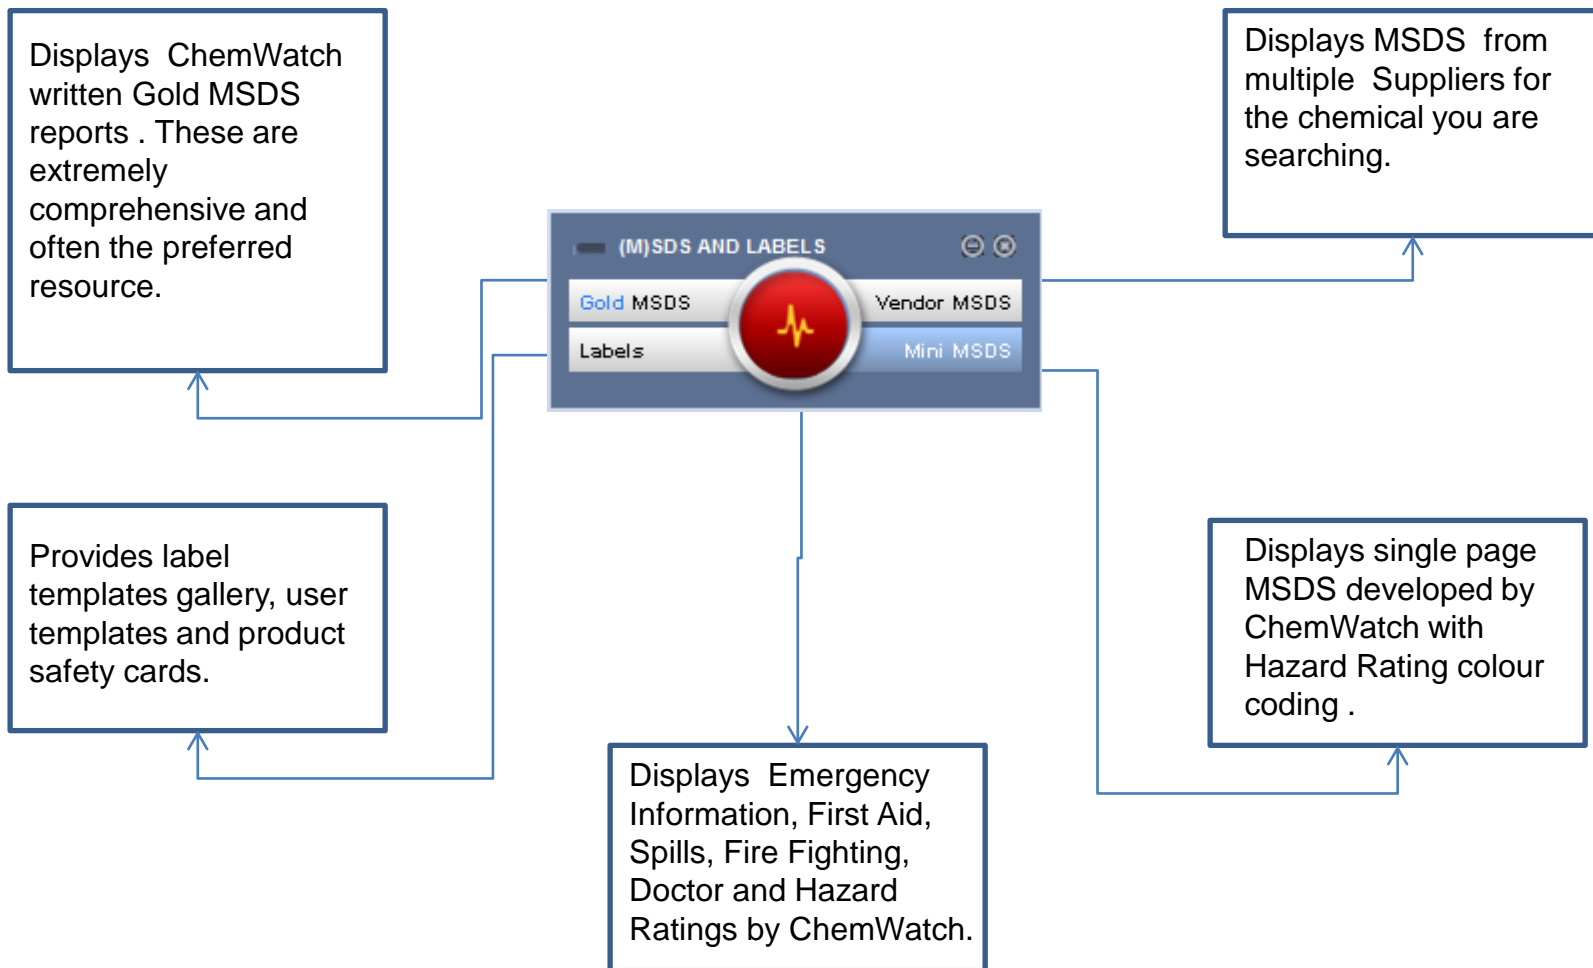 Displays  ChemWatch
written Gold MSDS
reports . These are
extremely
comprehensive and
often the preferred
resource.
Displays MSDS  from
multiple  Suppliers for
the chemical you are
searching.
(M)SDS AND LABELS
Gold MSDS
Vendor MSDS
Labels
Mini MSDS
Provides label
templates gallery, user
templates and product
safety cards.
Displays single page
MSDS developed by
ChemWatch with
Hazard Rating colour
coding .
Displays  Emergency
Information, First Aid,
Spills, Fire Fighting,
Doctor and Hazard
Ratings by ChemWatch.